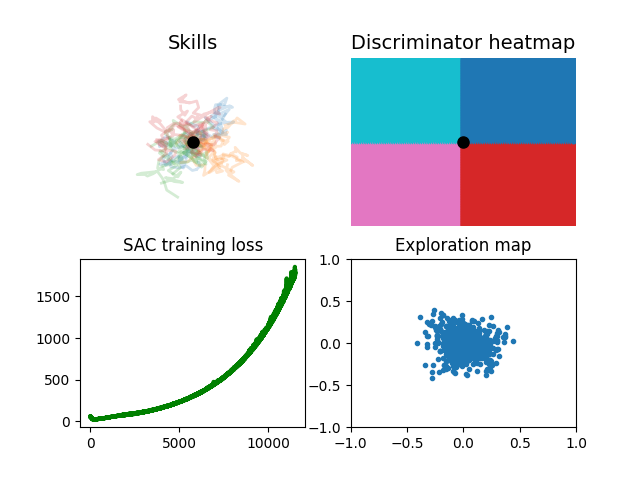 Skills
Discriminator heatmap
SAC training loss
1500
1000
500
0
0 5000 10000
Exploration map
1.0
0.5
0.0
−0.5
−1.0
−1.0 −0.5 0.0 0.5 1.0